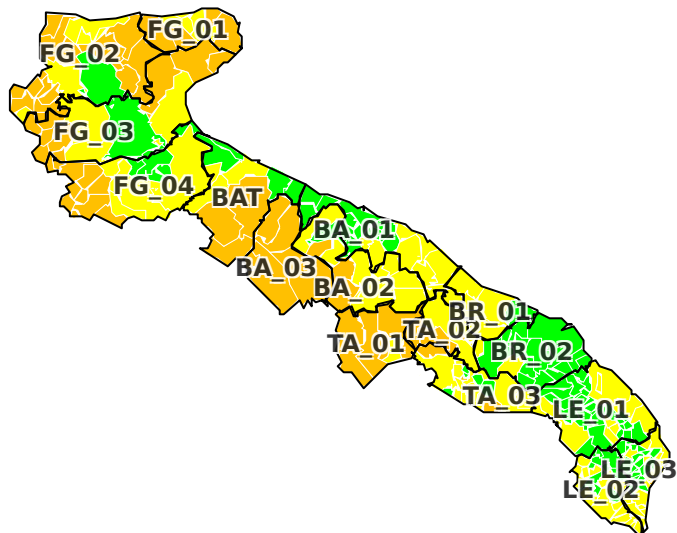 FG_01
FG_02
FG_03
FG_04
BAT
BA_01
BA_03
BA_02
BR_01
TA_02
TA_01
BR_02
TA_03
LE_01
LE_03
LE_02